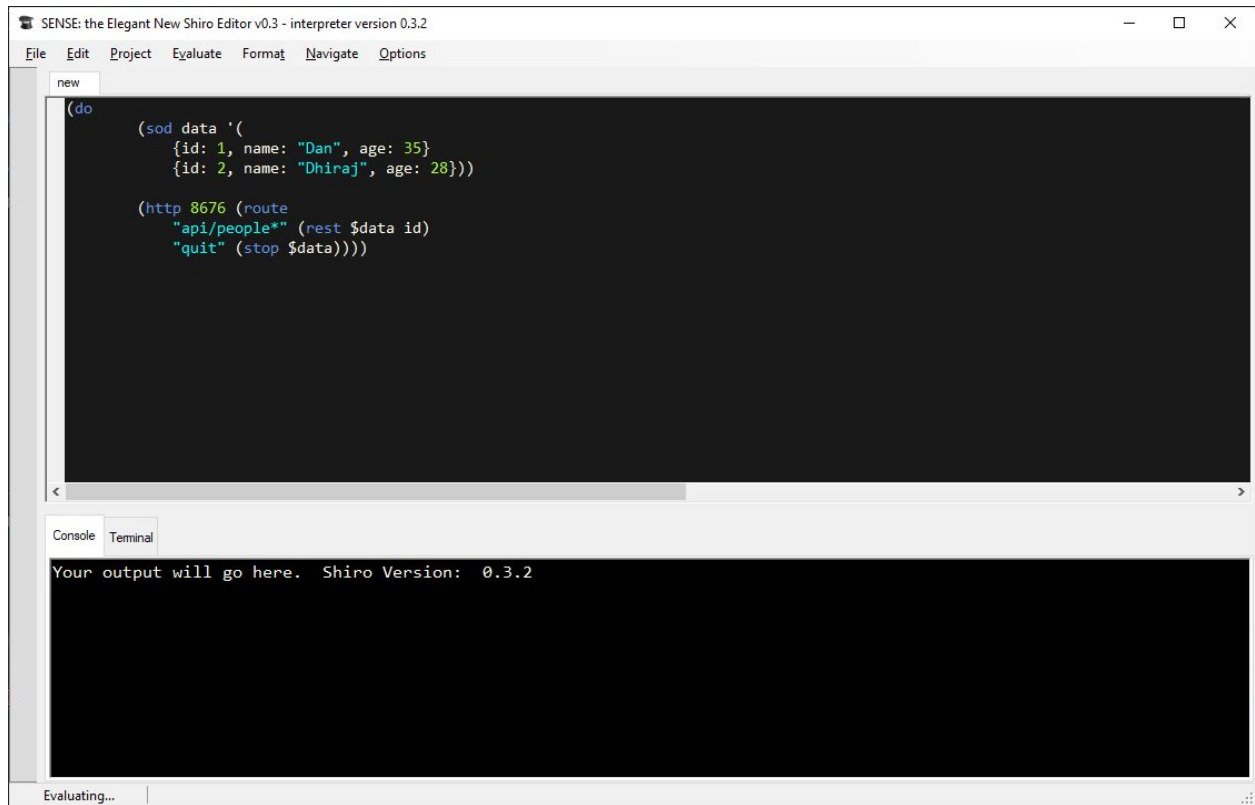 SENSE: the Elegant New Shiro Editor v0.3 - interpreter version 0.3.2
File Edit Project Evaluate Format Navigate Options
new
(do
(sod data '(
{id: 1, name: "Dan", age: 35}
{id: 2, name: "Dhiraj", age: 28}))
(http 8676 (route
"api/people*" (rest $data id)
"quit" (stop $data))))
Console Terminal
Your output will go here.  Shiro Version:  0.3.2
Evaluating...